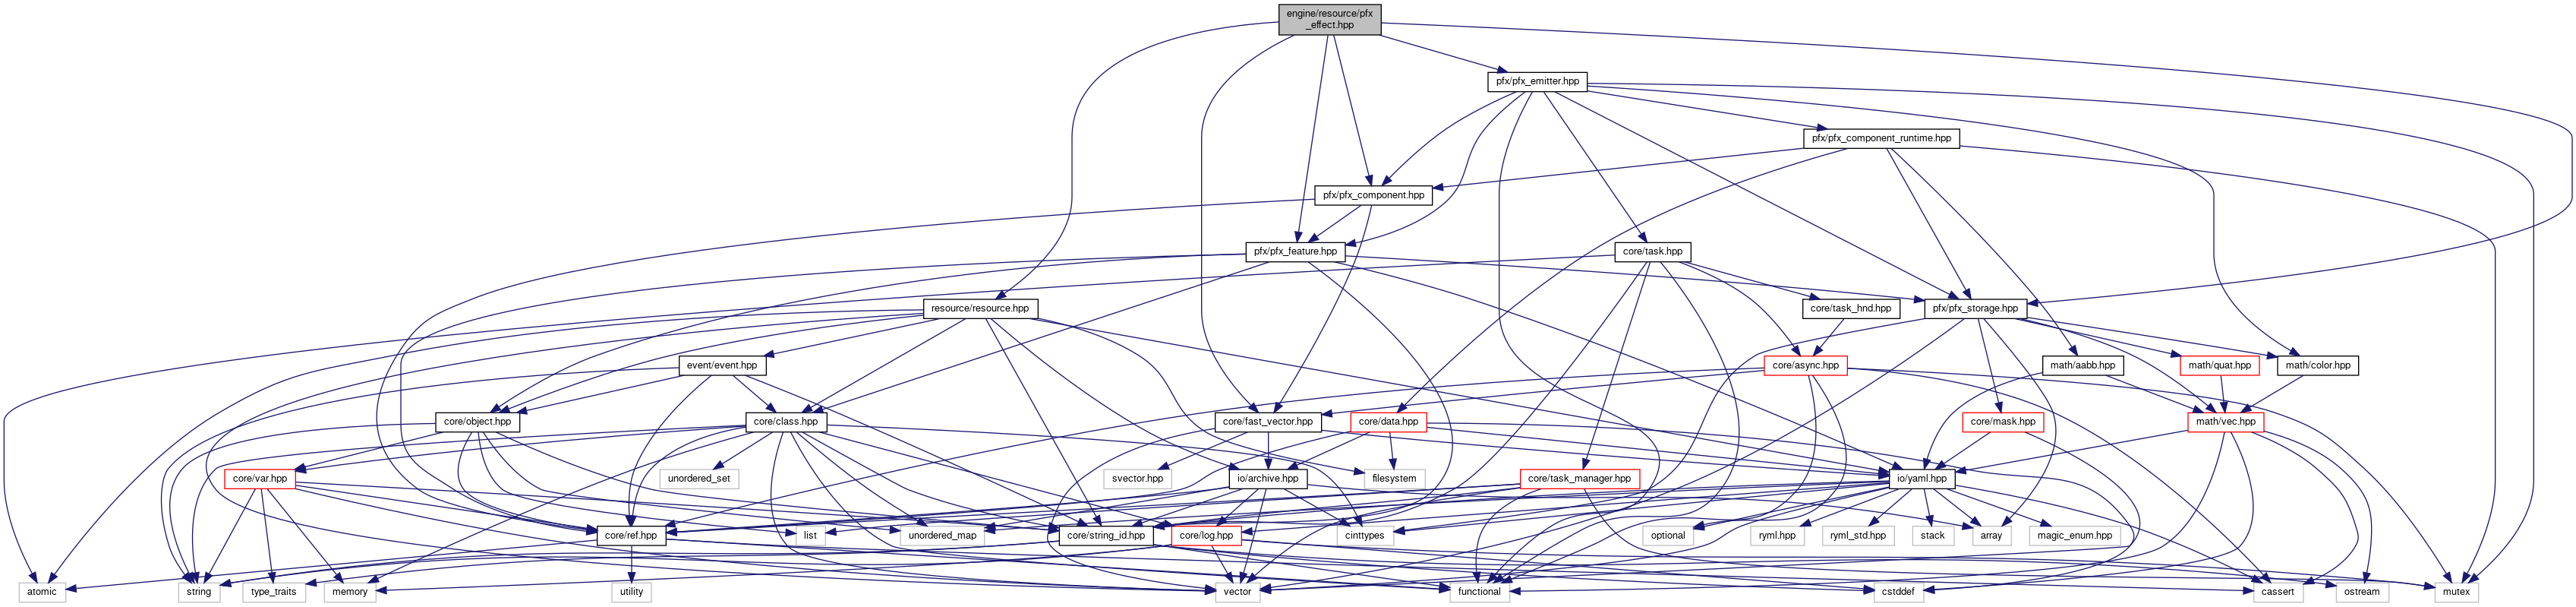 engine/resource/pfx
_effect.hpp
pfx/pfx_emitter.hpp
pfx/pfx_component_runtime.hpp
pfx/pfx_component.hpp
pfx/pfx_feature.hpp
core/task.hpp
resource/resource.hpp
core/task_hnd.hpp
pfx/pfx_storage.hpp
event/event.hpp
core/async.hpp
math/aabb.hpp
math/quat.hpp
math/color.hpp
core/object.hpp
core/class.hpp
core/fast_vector.hpp
core/data.hpp
core/mask.hpp
math/vec.hpp
core/var.hpp
unordered_set
svector.hpp
io/archive.hpp
filesystem
core/task_manager.hpp
io/yaml.hpp
core/ref.hpp
list
unordered_map
core/string_id.hpp
core/log.hpp
cinttypes
optional
ryml.hpp
ryml_std.hpp
stack
array
magic_enum.hpp
atomic
string
type_traits
memory
utility
vector
functional
cstddef
cassert
ostream
mutex